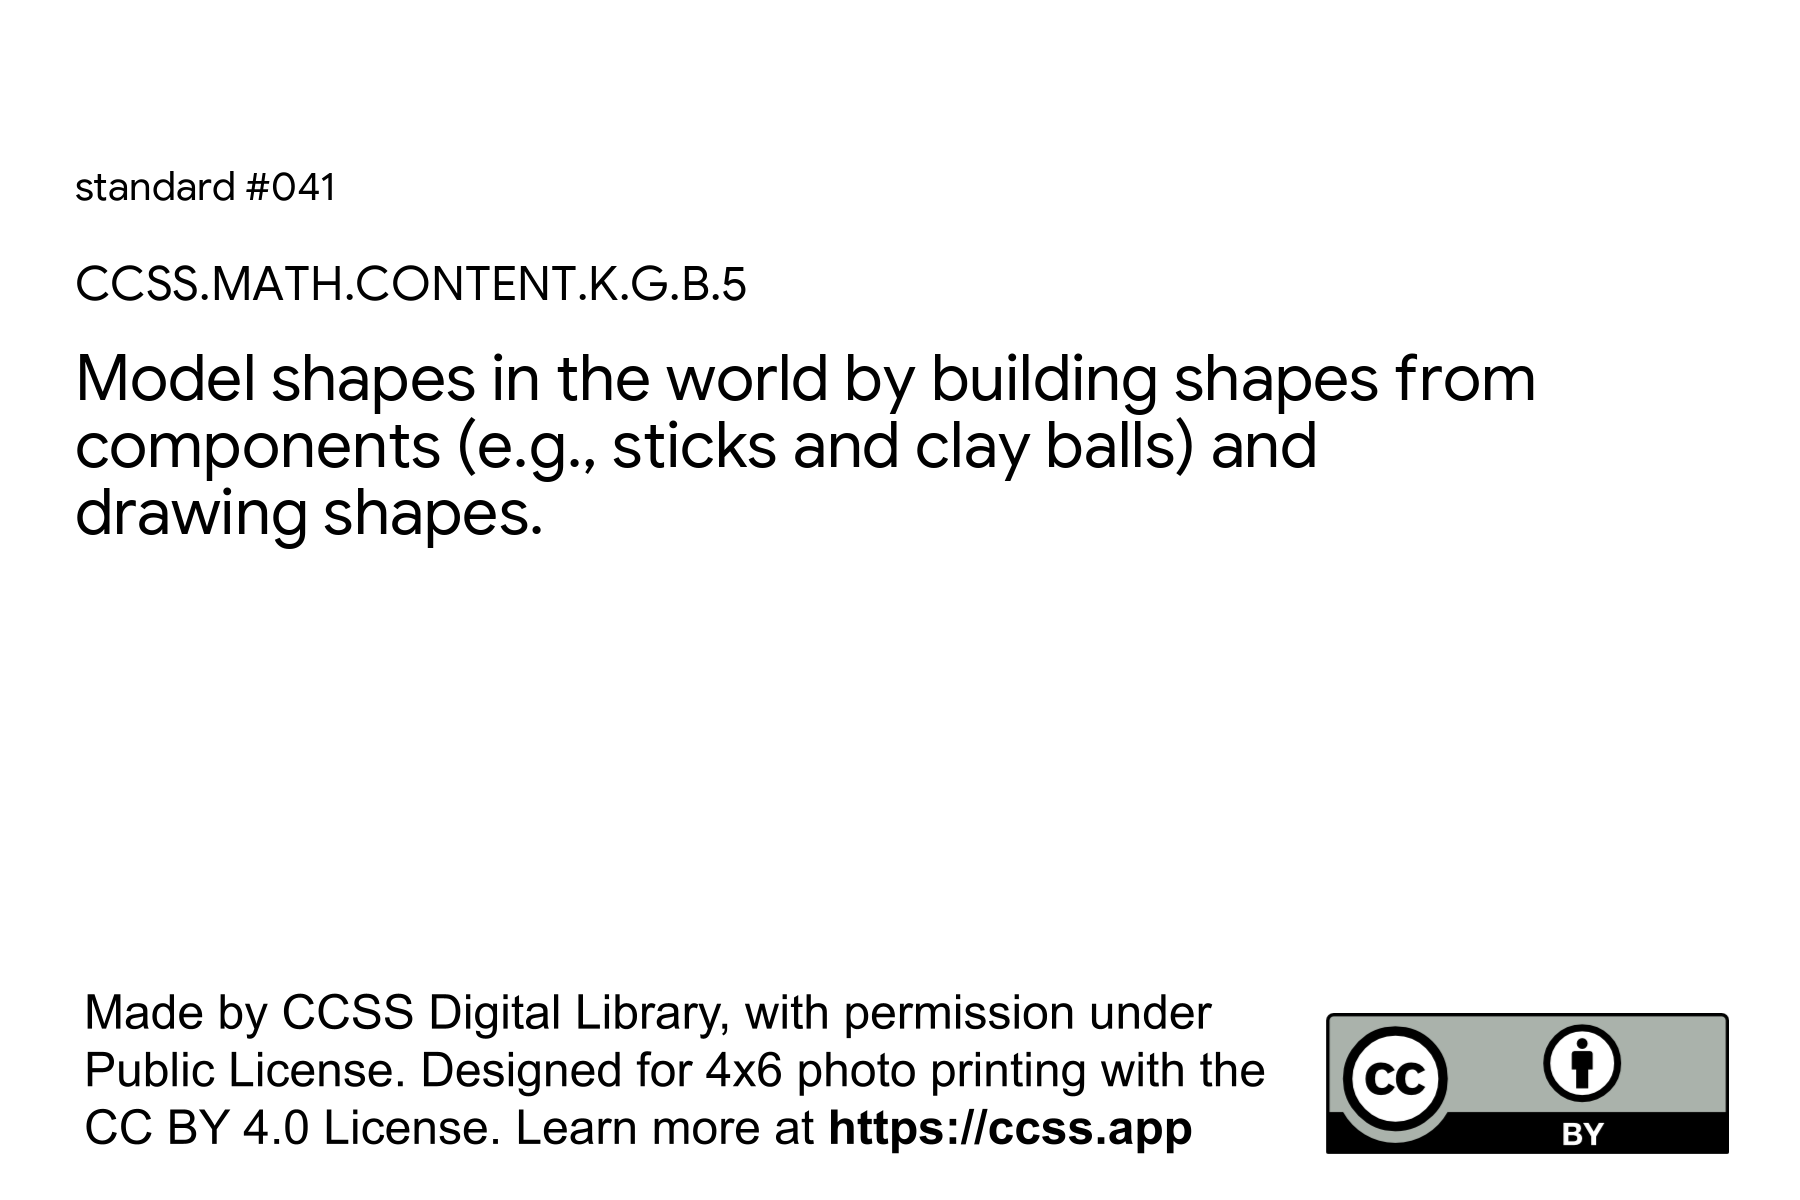 standard #041
CCSS.MATH.CONTENT.K.G.B.5
Model shapes in the world by building shapes from
components (e.g., sticks and clay balls) and
drawing shapes.
Made by CCSS Digital Library, with permission under
Public License. Designed for 4x6 photo printing with the
CC BY 4.0 License. Learn more at https://ccss.app
CC
BY